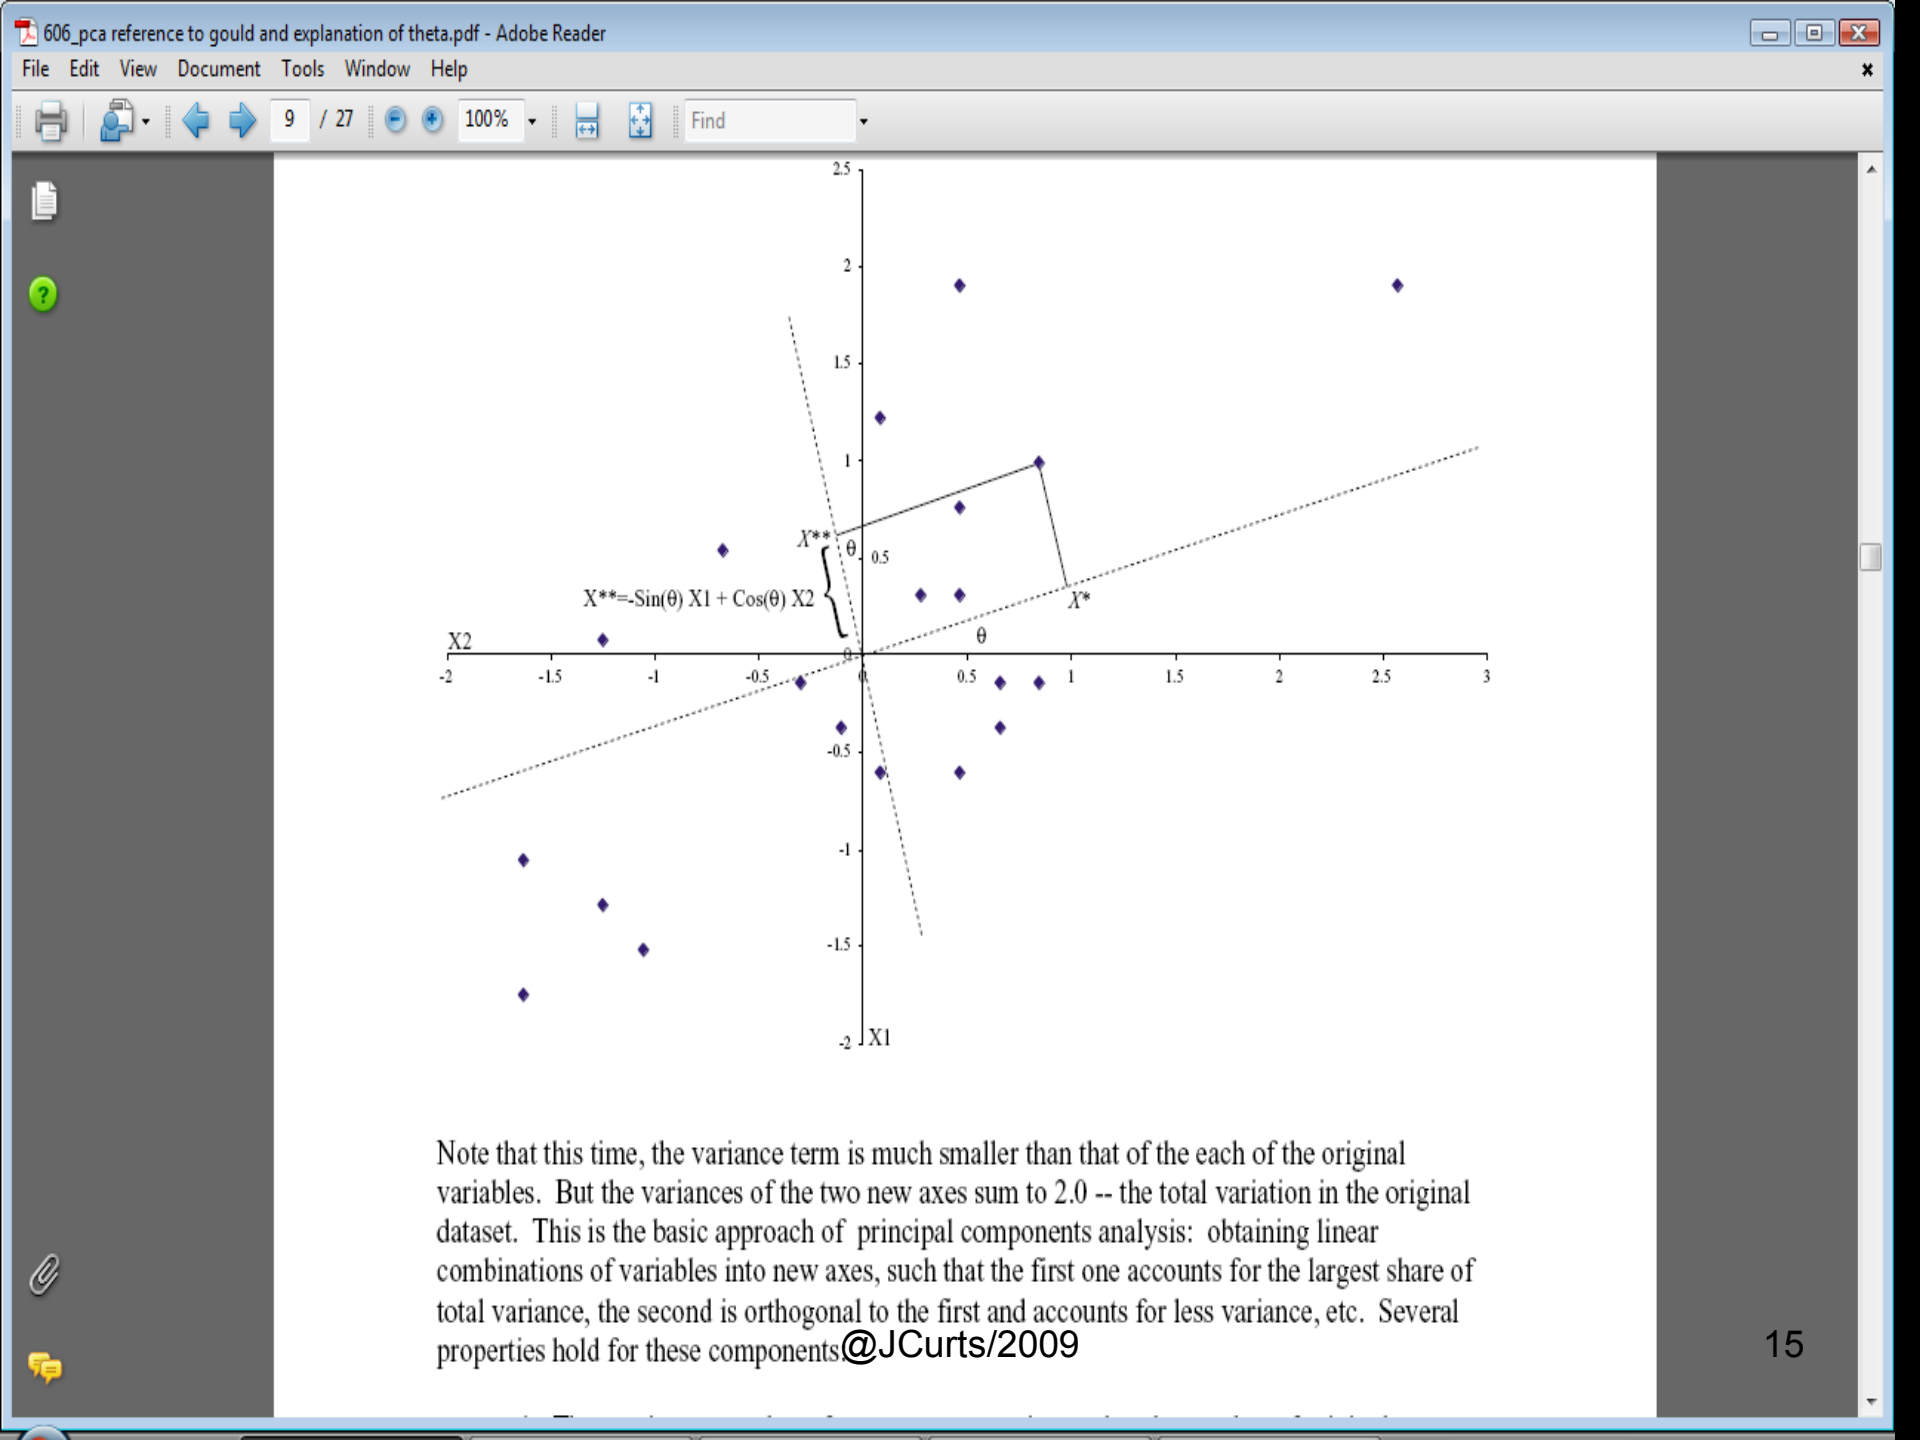 606_pca reference to gould and explanation of theta.pdf - Adobe Reader
File Edit View Document Tools Window Help
9 / 27 100% Find
2.5
2
1.5
1
X** θ 0.5
X**=-Sin(θ) X1 + Cos(θ) X2
X*
θ
X2
0
-2 -1.5 -1 -0.5 0 0.5 1 1.5 2 2.5 3
-0.5
-1
-1.5
-2 X1
Note that this time, the variance term is much smaller than that of the each of the original
variables. But the variances of the two new axes sum to 2.0 -- the total variation in the original
dataset. This is the basic approach of principal components analysis: obtaining linear
combinations of variables into new axes, such that the first one accounts for the largest share of
total variance, the second is orthogonal to the first and accounts for less variance, etc. Several
properties hold for these components.
@JCurts/2009
15